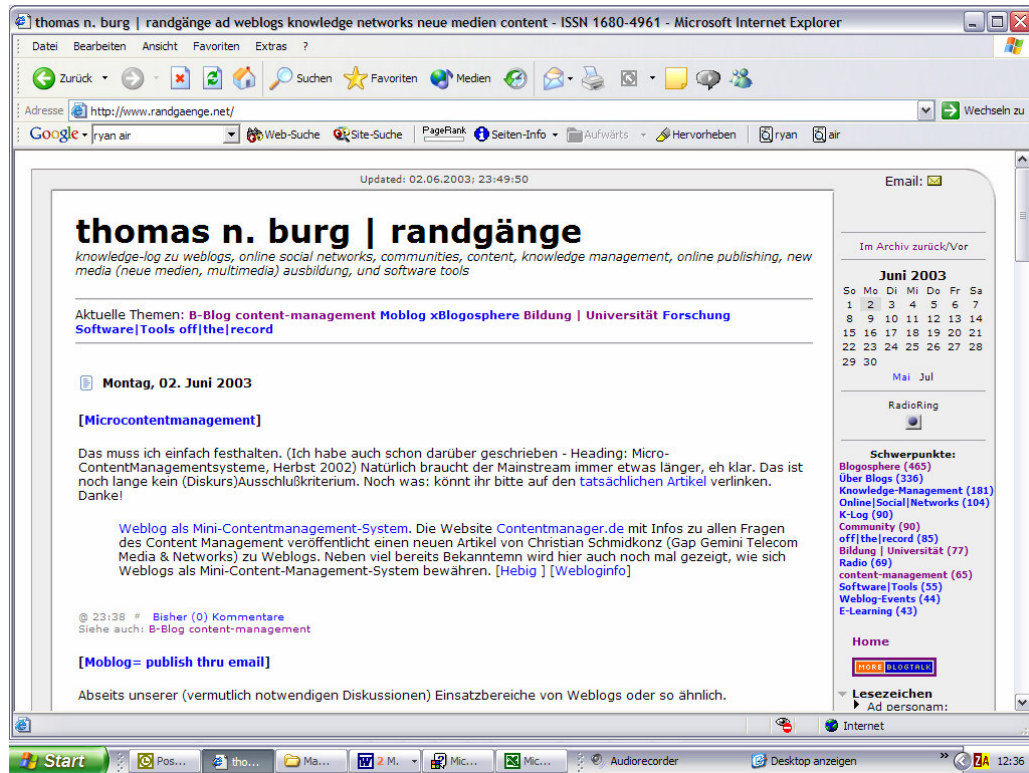 thomas n. burg | randgänge ad weblogs knowledge networks neue medien content - ISSN 1680-4961 - Microsoft Internet Explorer
Datei Bearbeiten Ansicht Favoriten Extras ?
Zurück Suchen Favoriten Medien
Adresse http://www.randgaenge.net/ Wechseln zu
Google ryan air Web-Suche Site-Suche PageRank Seiten-Info Aufwärts Hervorheben ryan air
Updated: 02.06.2003; 23:49:50
thomas n. burg | randgänge
knowledge-log zu weblogs, online social networks, communities, content, knowledge management, online publishing, new
media (neue medien, multimedia) ausbildung, und software tools
Aktuelle Themen: B-Blog content-management Moblog xBlogosphere Bildung | Universität Forschung
Software|Tools off|the|record
Montag, 02. Juni 2003
[Microcontentmanagement]
Das muss ich einfach festhalten. (Ich habe auch schon darüber geschrieben - Heading: Micro-
ContentManagementsysteme, Herbst 2002) Natürlich braucht der Mainstream immer etwas länger, eh klar. Das ist
noch lange kein (Diskurs)Ausschlußkriterium. Noch was: könnt ihr bitte auf den tatsächlichen Artikel verlinken.
Danke!
Weblog als Mini-Contentmanagement-System. Die Website Contentmanager.de mit Infos zu allen Fragen
des Content Management veröffentlicht einen neuen Artikel von Christian Schmidkonz (Gap Gemini Telecom
Media & Networks) zu Weblogs. Neben viel bereits Bekanntemn wird hier auch noch mal gezeigt, wie sich
Weblogs als Mini-Content-Management-System bewähren. [Hebig ] [Webloginfo]
@ 23:38 # Bisher (0) Kommentare
Siehe auch: B-Blog content-management
[Moblog= publish thru email]
Abseits unserer (vermutlich notwendigen Diskussionen) Einsatzbereiche von Weblogs oder so ähnlich.
Email:
Im Archiv zurück/Vor
Juni 2003
So Mo Di Mi Do Fr Sa
1 2 3 4 5 6 7
8 9 10 11 12 13 14
15 16 17 18 19 20 21
22 23 24 25 26 27 28
29 30
Mai Jul
RadioRing
Schwerpunkte:
Blogosphere (465)
Über Blogs (336)
Knowledge-Management (181)
Online|Social|Networks (104)
K-Log (90)
Community (90)
off|the|record (85)
Bildung | Universität (77)
Radio (69)
content-management (65)
Software|Tools (55)
Weblog-Events (44)
E-Learning (43)
Home
MORE BLOGTALK
Lesezeichen
Ad personam:
Internet
Start Pos... tho... Ma... 2 M. Mic... Mic... Audiorecorder Desktop anzeigen » ZA 12:36